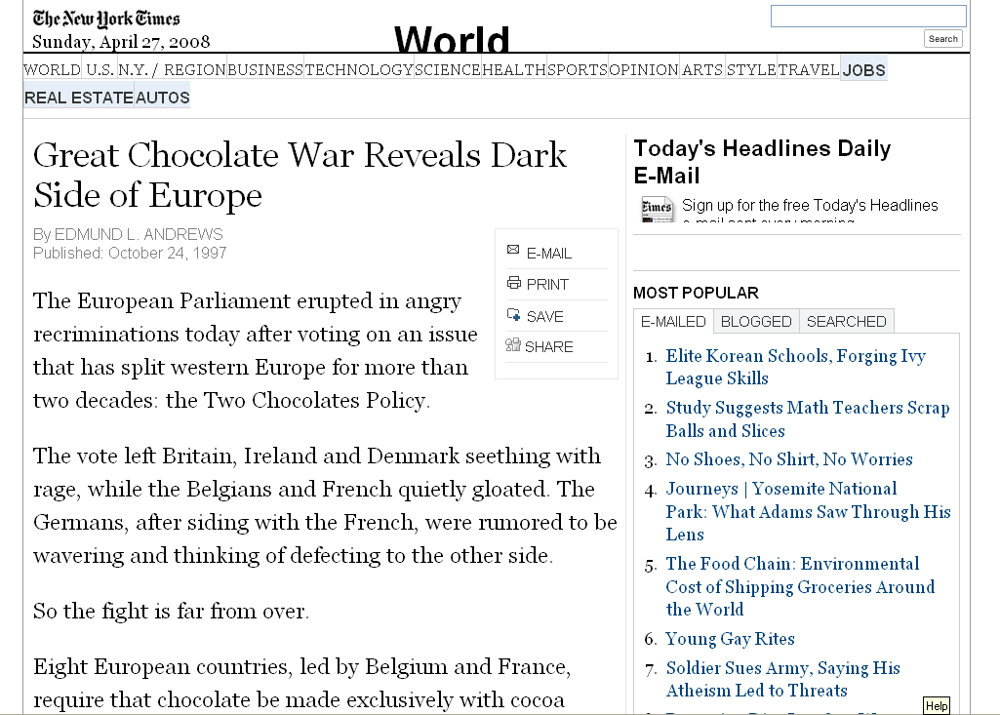 The New York Times
Sunday, April 27, 2008
World
Search
WORLD U.S. N.Y. / REGION BUSINESS TECHNOLOGY SCIENCE HEALTH SPORTS OPINION ARTS STYLE TRAVEL JOBS
REAL ESTATE AUTOS
Great Chocolate War Reveals Dark
Side of Europe
By EDMUND L. ANDREWS
Published: October 24, 1997
E-MAIL
PRINT
SAVE
SHARE
The European Parliament erupted in angry
recriminations today after voting on an issue
that has split western Europe for more than
two decades: the Two Chocolates Policy.
The vote left Britain, Ireland and Denmark seething with
rage, while the Belgians and French quietly gloated. The
Germans, after siding with the French, were rumored to be
wavering and thinking of defecting to the other side.
So the fight is far from over.
Eight European countries, led by Belgium and France,
require that chocolate be made exclusively with cocoa
Today's Headlines Daily
E-Mail
Times
Sign up for the free Today's Headlines
e-mail sent every morning.
MOST POPULAR
E-MAILED BLOGGED SEARCHED
1. Elite Korean Schools, Forging Ivy
League Skills
2. Study Suggests Math Teachers Scrap
Balls and Slices
3. No Shoes, No Shirt, No Worries
4. Journeys | Yosemite National
Park: What Adams Saw Through His
Lens
5. The Food Chain: Environmental
Cost of Shipping Groceries Around
the World
6. Young Gay Rites
7. Soldier Sues Army, Saying His
Atheism Led to Threats
Help